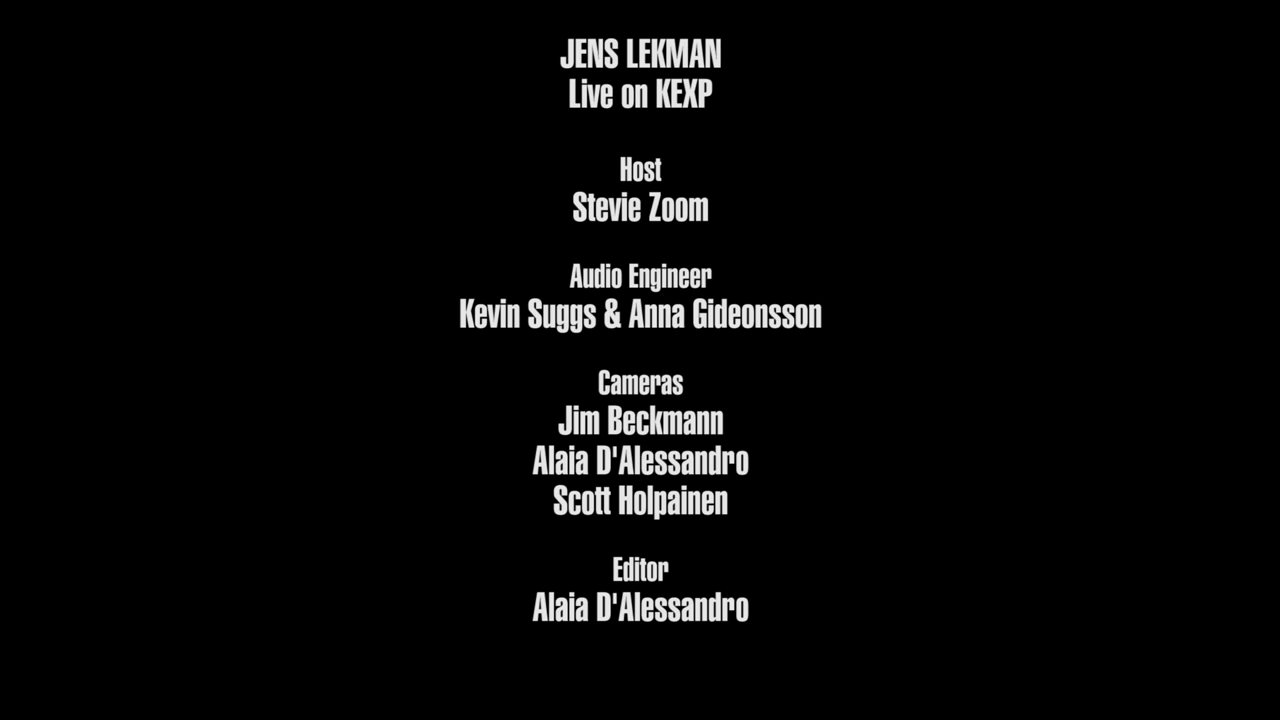 JENS LEKMAN
Live on KEXP
Host
Stevie Zoom
Audio Engineer
Kevin Suggs & Anna Gideonsson
Cameras
Jim Beckmann
Alaia D'Alessandro
Scott Holpainen
Editor
Alaia D'Alessandro